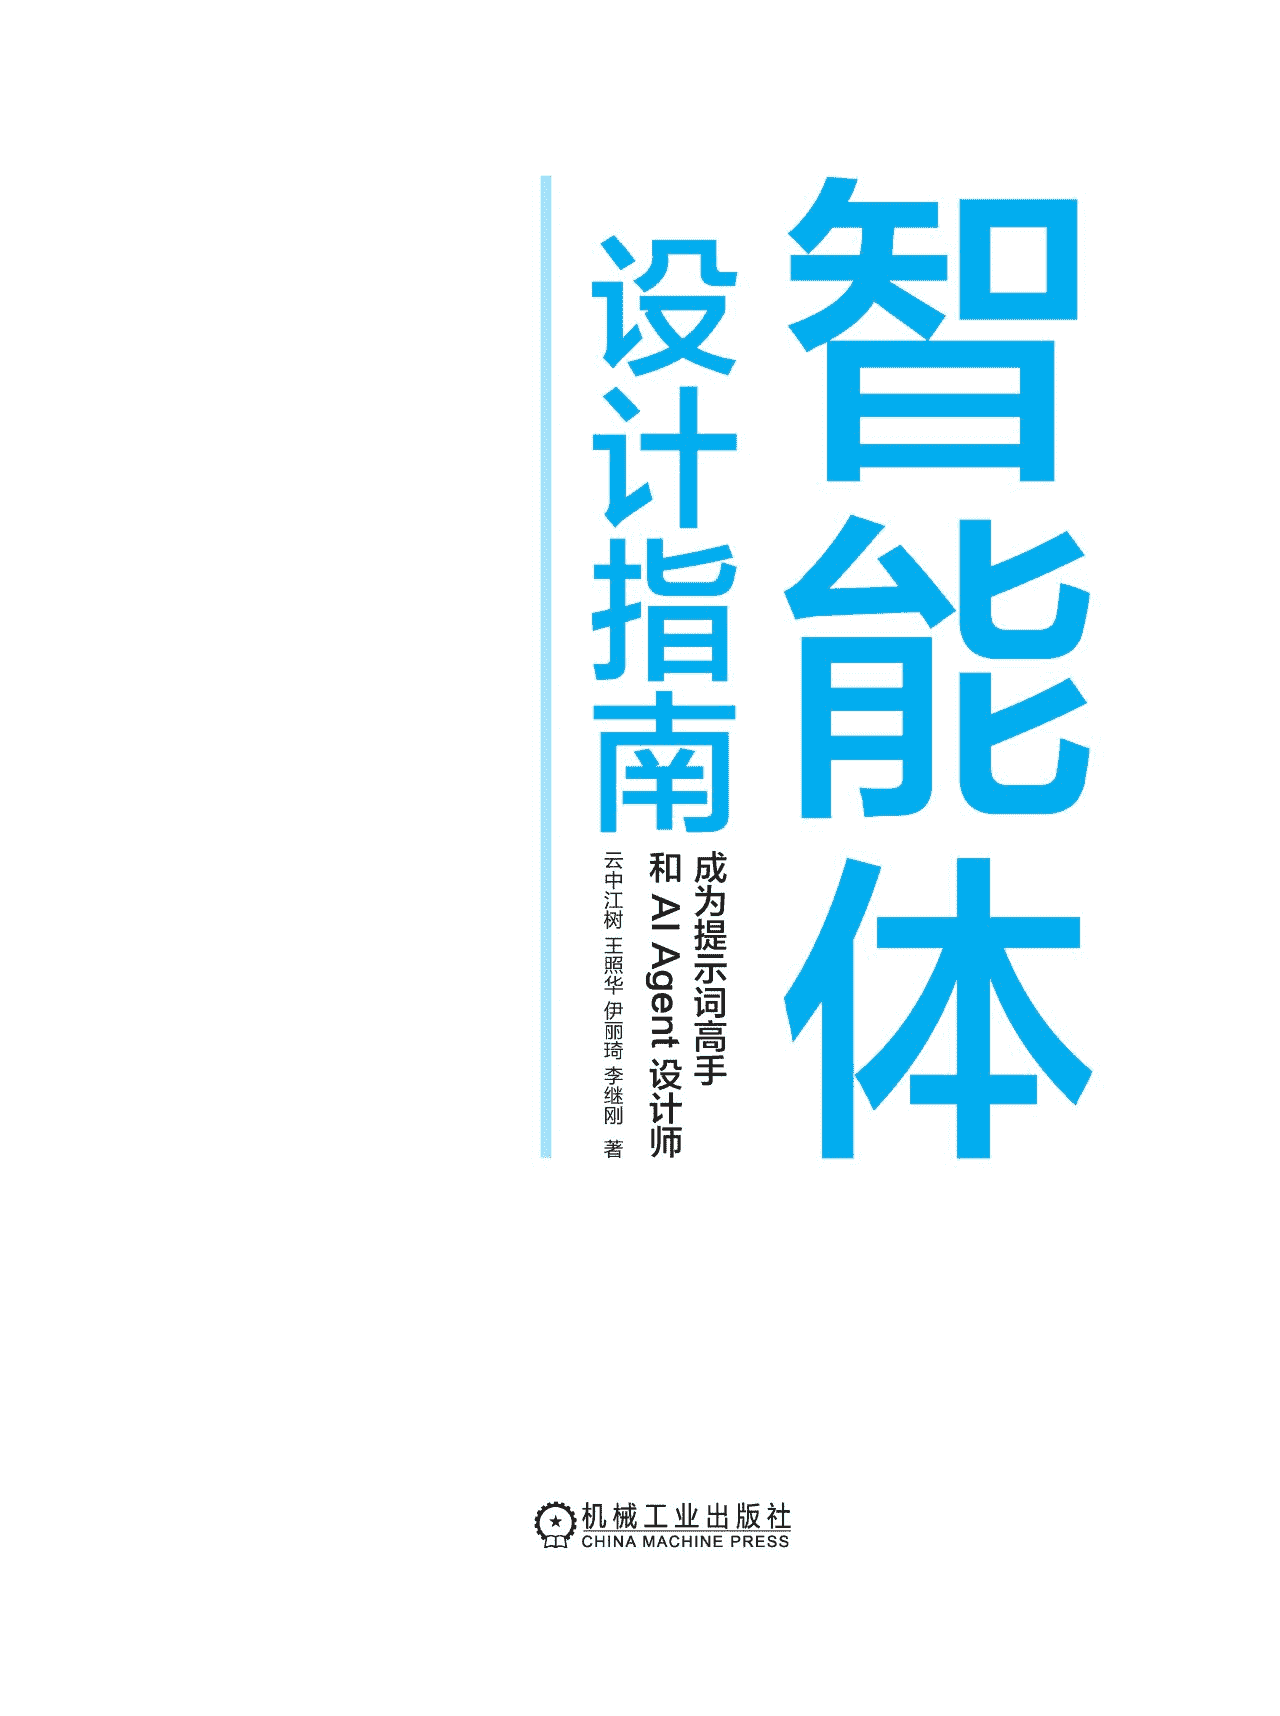 智能体
设计指南
成为提示词高手
和 AI Agent 设计师
云中江树 王照华 伊丽琦 李继刚 著
机械工业出版社
CHINA MACHINE PRESS